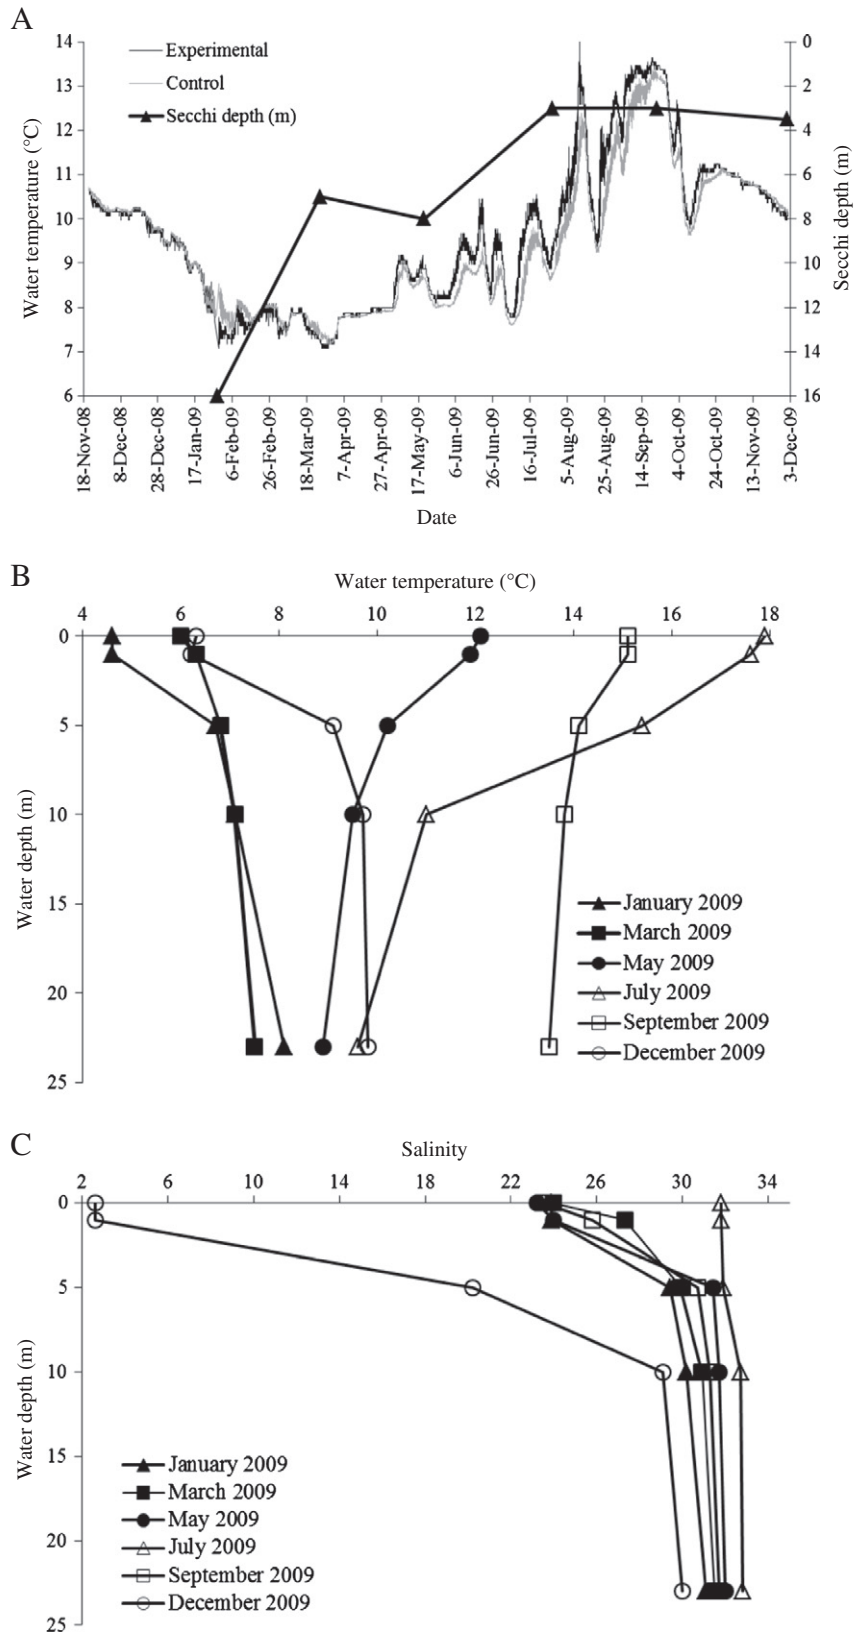 A
14
13
12
11
10
9
8
7
6
Water temperature (°C)
Experimental
Control
Secchi depth (m)
0
2
4
6
8
10
12
14
16
Secchi depth (m)
18-Nov-08
8-Dec-08
28-Dec-08
17-Jan-09
6-Feb-09
26-Feb-09
18-Mar-09
7-Apr-09
27-Apr-09
17-May-09
6-Jun-09
26-Jun-09
16-Jul-09
5-Aug-09
25-Aug-09
14-Sep-09
4-Oct-09
24-Oct-09
13-Nov-09
3-Dec-09
Date
B
Water temperature (°C)
4 6 8 10 12 14 16 18
0
5
10
15
20
25
Water depth (m)
January 2009
March 2009
May 2009
July 2009
September 2009
December 2009
C
Salinity
2 6 10 14 18 22 26 30 34
0
5
10
15
20
25
Water depth (m)
January 2009
March 2009
May 2009
July 2009
September 2009
December 2009